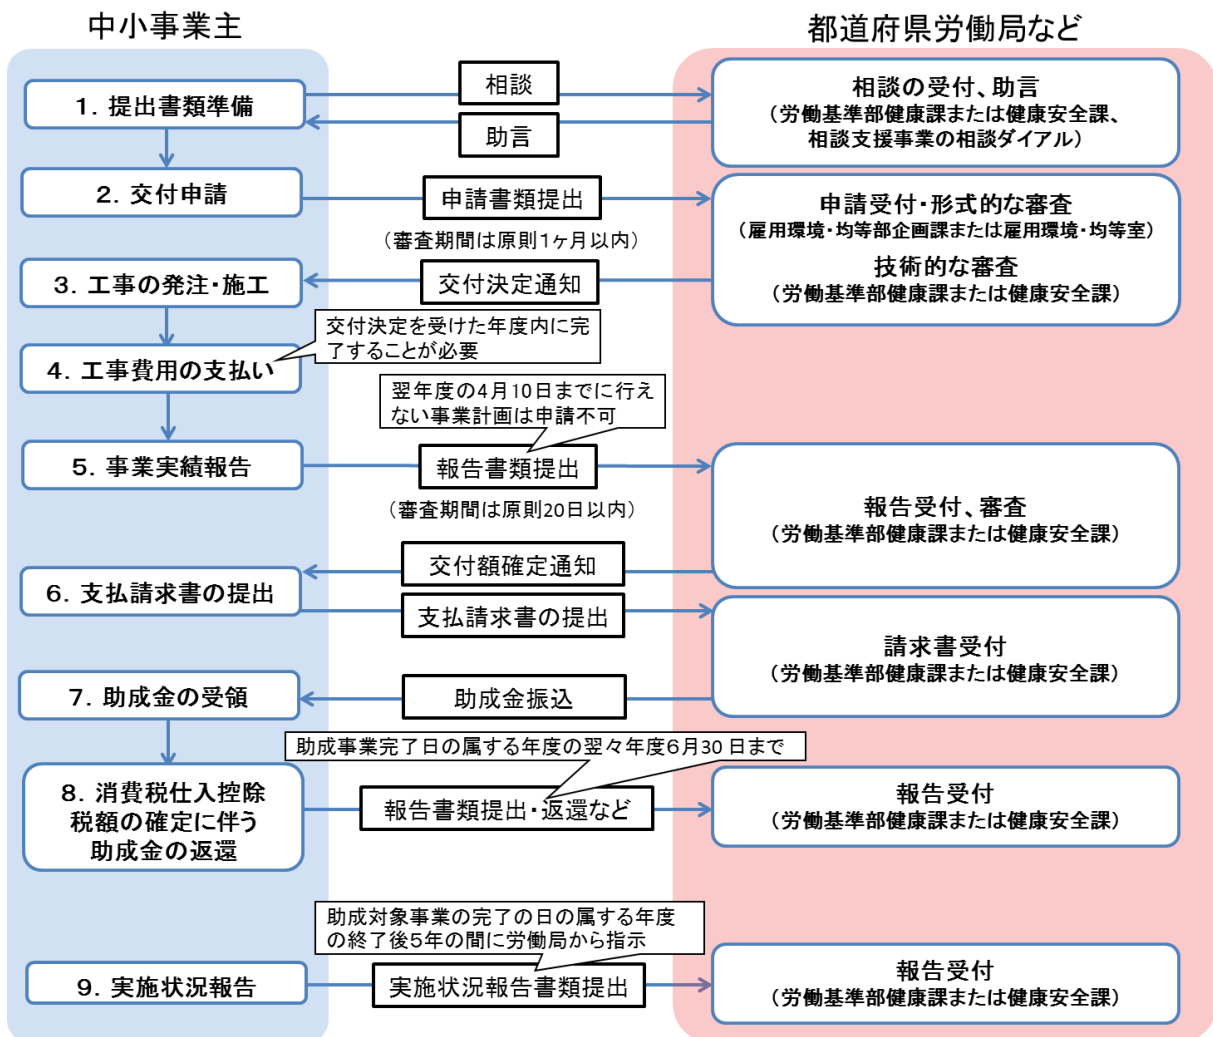 中小事業主
都道府県労働局など
1．提出書類準備
相談
助言
相談の受付、助言
（労働基準部健康課または健康安全課、
相談支援事業の相談ダイアル）
2．交付申請
申請書類提出
（審査期間は原則1ヶ月以内）
申請受付・形式的な審査
（雇用環境・均等部企画課または雇用環境・均等室）
技術的な審査
（労働基準部健康課または健康安全課）
3．工事の発注・施工
交付決定通知
交付決定を受けた年度内に完
了することが必要
4．工事費用の支払い
翌年度の4月10日までに行え
ない事業計画は申請不可
5．事業実績報告
報告書類提出
（審査期間は原則20日以内）
報告受付、審査
（労働基準部健康課または健康安全課）
交付額確定通知
6．支払請求書の提出
支払請求書の提出
請求書受付
（労働基準部健康課または健康安全課）
7．助成金の受領
助成金振込
助成事業完了日の属する年度の翌々年度6月30日まで
8．消費税仕入控除
税額の確定に伴う
助成金の返還
報告書類提出・返還など
報告受付
（労働基準部健康課または健康安全課）
助成対象事業の完了の日の属する年度
の終了後5年の間に労働局から指示
9．実施状況報告
実施状況報告書類提出
報告受付
（労働基準部健康課または健康安全課）